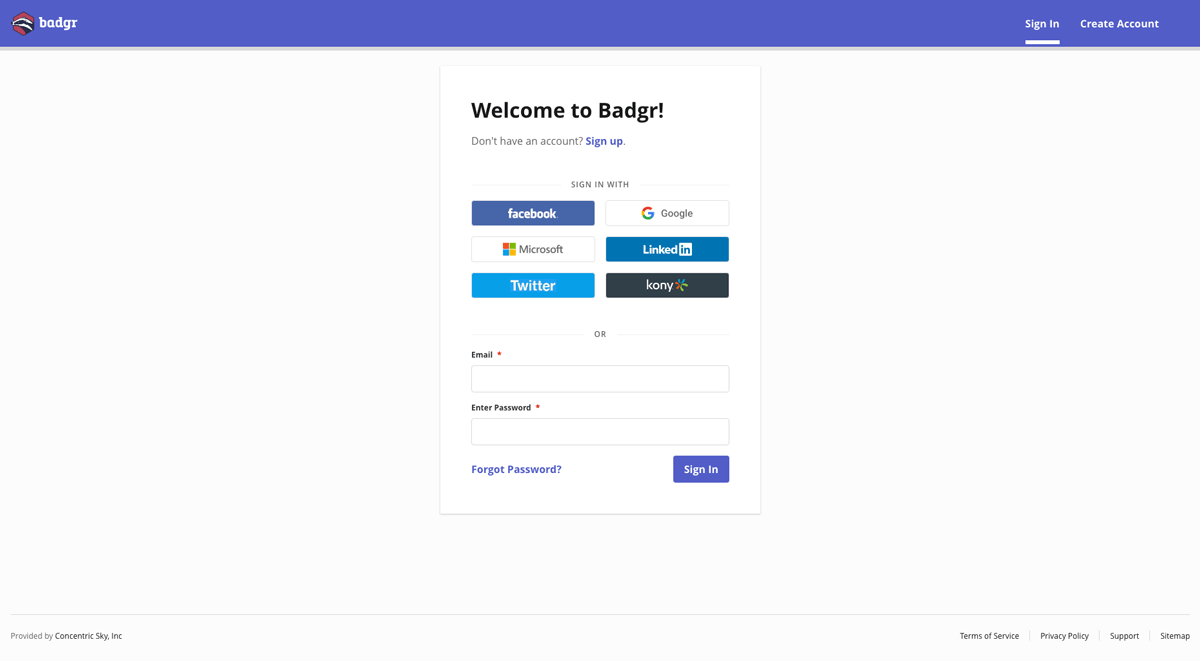 badgr
Sign In
Create Account
Welcome to Badgr!
Don't have an account? Sign up.
SIGN IN WITH
facebook
Google
Microsoft
Linked in
Twitter
kony
OR
Email *
Enter Password *
Forgot Password?
Sign In
Provided by Concentric Sky, Inc
Terms of Service
Privacy Policy
Support
Sitemap